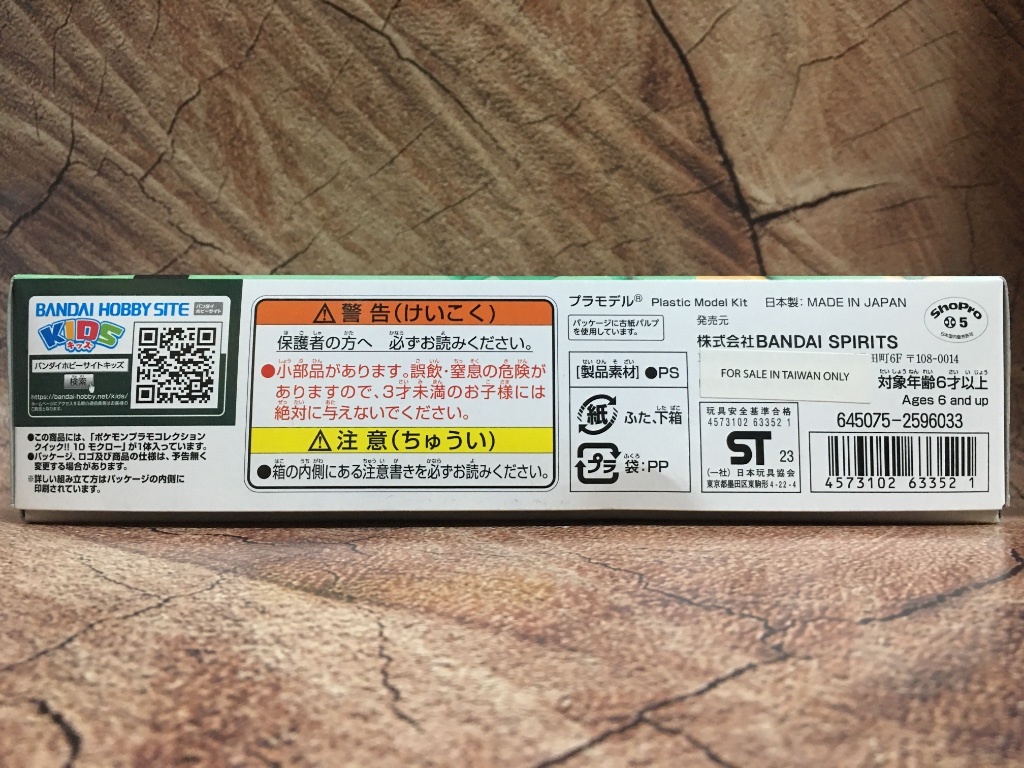 BANDAI HOBBY SITE
バンダイ
ホビーサイト
KIDS
キッズ
バンダイホビーサイトキッズ
検索
https://bandai-hobby.net/kids/
●この商品には、「ポケモンプラモコレクション
クイック!! 10 モクロー」が1体入っています。
●パッケージ、ロゴ及び商品の仕様は、予告無く
変更する場合があります。
※詳しい組み立て方はパッケージの内側に
印刷されています。
警告(けいこく)
保護者の方へ 必ずお読みください。
●小部品があります。誤飲・窒息の危険が
ありますので、3才未満のお子様には
絶対に与えないでください。
注意(ちゅうい)
●箱の内側にある注意書きを必ずお読みください。
プラモデル® Plastic Model Kit 日本製: MADE IN JAPAN
パッケージに古紙パルプ
を使用しています。
[製品素材] ●PS
紙 ふた、下箱
プラ 袋:PP
発売元
株式会社BANDAI SPIRITS
田町6F 〒108-0014
FOR SALE IN TAIWAN ONLY
対象年齢6才以上
Ages 6 and up
ShoPro
5
玩具安全基準合格
4573102 63352 1
ST 23
(一社) 日本玩具協会
東京都墨田区東駒形4-22-4
645075-2596033
4 573102 63352 1